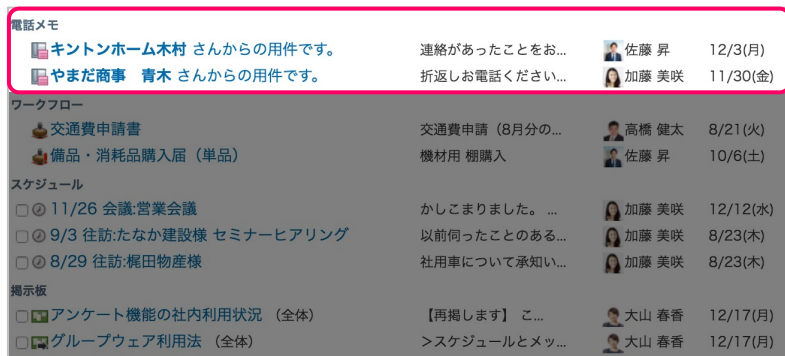 電話メモ
キントンホーム木村 さんからの用件です。 連絡があったことをお... 佐藤 昇 12/3(月)
やまだ商事　青木 さんからの用件です。 折返しお電話ください... 加藤 美咲 11/30(金)
ワークフロー
交通費申請書 交通費申請（8月分の... 高橋 健太 8/21(火)
備品・消耗品購入届（単品） 機材用 棚購入 佐藤 昇 10/6(土)
スケジュール
11/26 会議:営業会議 かしこまりました。 ... 加藤 美咲 12/12(水)
9/3 往訪:たなか建設様 セミナーヒアリング 以前伺ったことのある... 加藤 美咲 8/23(木)
8/29 往訪:梶田物産様 社用車について承知い... 加藤 美咲 8/23(木)
掲示板
アンケート機能の社内利用状況 （全体） 【再掲します】 こ... 大山 春香 12/17(月)
グループウェア利用法 （全体） >スケジュールとメッ... 大山 春香 12/17(月)